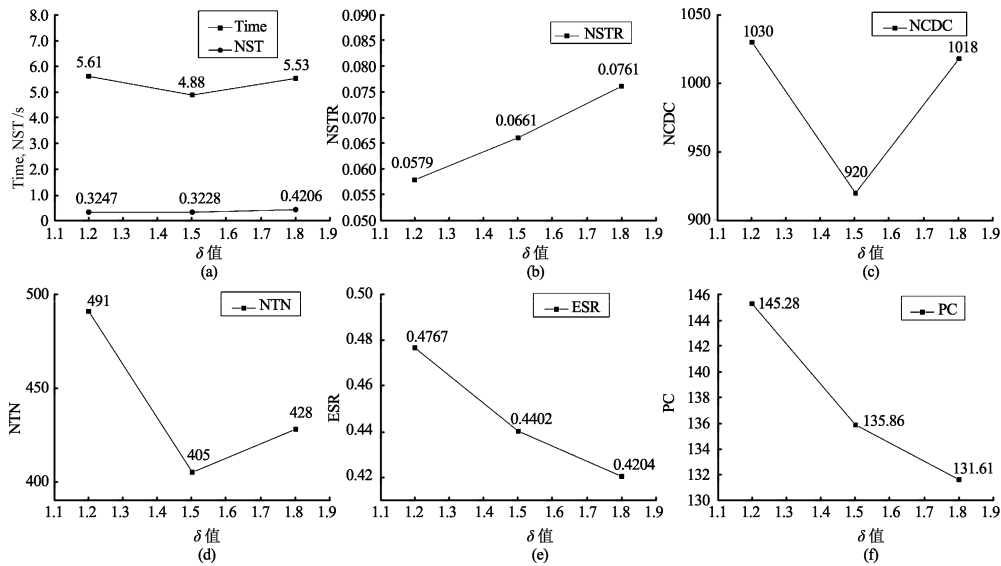 8.0
7.0
6.0
5.0
4.0
3.0
2.0
1.0
0
Time, NST /s
Time
NST
5.61
4.88
5.53
0.3247
0.3228
0.4206
1.1 1.2 1.3 1.4 1.5 1.6 1.7 1.8 1.9
δ 值
(a)
0.090
0.085
0.080
0.075
0.070
0.065
0.060
0.055
0.050
NSTR
NSTR
0.0579
0.0661
0.0761
1.1 1.2 1.3 1.4 1.5 1.6 1.7 1.8 1.9
δ 值
(b)
1050
1000
950
900
NCDC
NCDC
1030
920
1018
1.1 1.2 1.3 1.4 1.5 1.6 1.7 1.8 1.9
δ 值
(c)
500
450
400
NTN
NTN
491
405
428
1.1 1.2 1.3 1.4 1.5 1.6 1.7 1.8 1.9
δ 值
(d)
0.50
0.48
0.46
0.44
0.42
ESR
ESR
0.4767
0.4402
0.4204
1.1 1.2 1.3 1.4 1.5 1.6 1.7 1.8 1.9
δ 值
(e)
146
144
142
140
138
136
134
132
130
PC
PC
145.28
135.86
131.61
1.1 1.2 1.3 1.4 1.5 1.6 1.7 1.8 1.9
δ 值
(f)